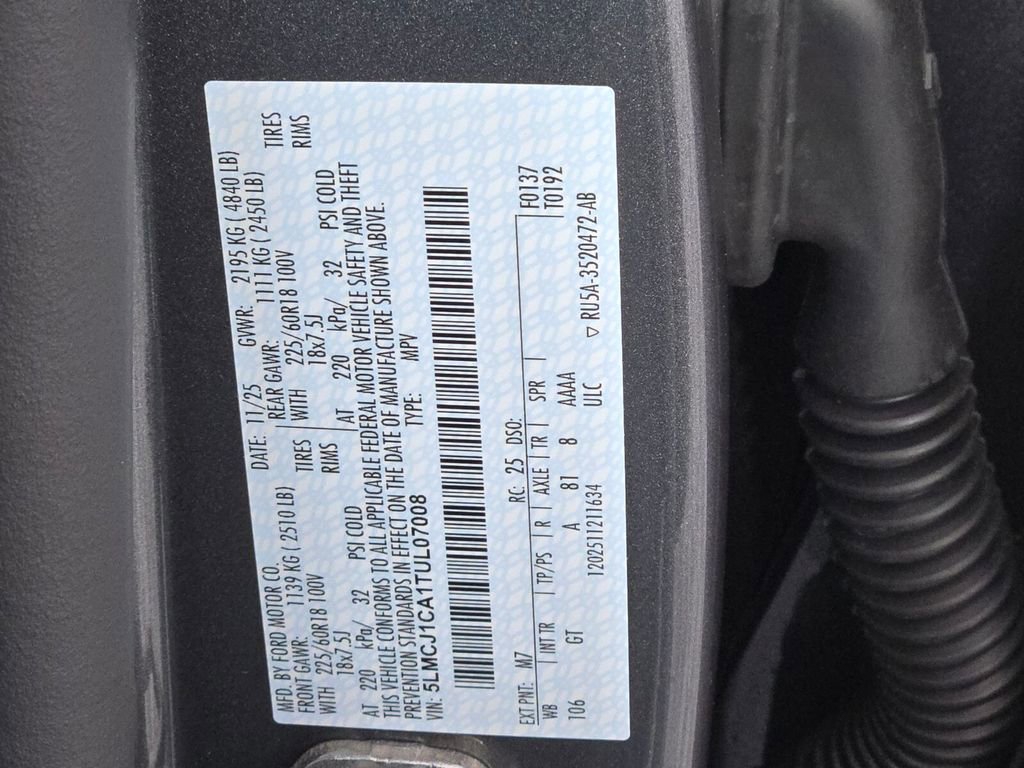 MFD. BY FORD MOTOR CO.
DATE: 11/25 GVWR: 2195 KG ( 4840 LB)
FRONT GAWR: 1139 KG ( 2510 LB)
REAR GAWR: 1111 KG ( 2450 LB)
WITH 225/60R18 100V TIRES
WITH 225/60R18 100V TIRES
18x7.5J RIMS
18x7.5J RIMS
AT 220 kPa/ 32 PSI COLD
AT 220 kPa/ 32 PSI COLD
THIS VEHICLE CONFORMS TO ALL APPLICABLE FEDERAL MOTOR VEHICLE SAFETY AND THEFT
PREVENTION STANDARDS IN EFFECT ON THE DATE OF MANUFACTURE SHOWN ABOVE.
VIN: 5LMCJ1CA1TUL07008 TYPE: MPV
EXT PNT: M7 RC: 25 DSO: F0137
WB | INT TR | TP/PS | R | AXLE | TR | SPR | T0192
106 GT A 81 8 AAAA
120251121​1634 ULC ▽ RU5A-3520472-AB